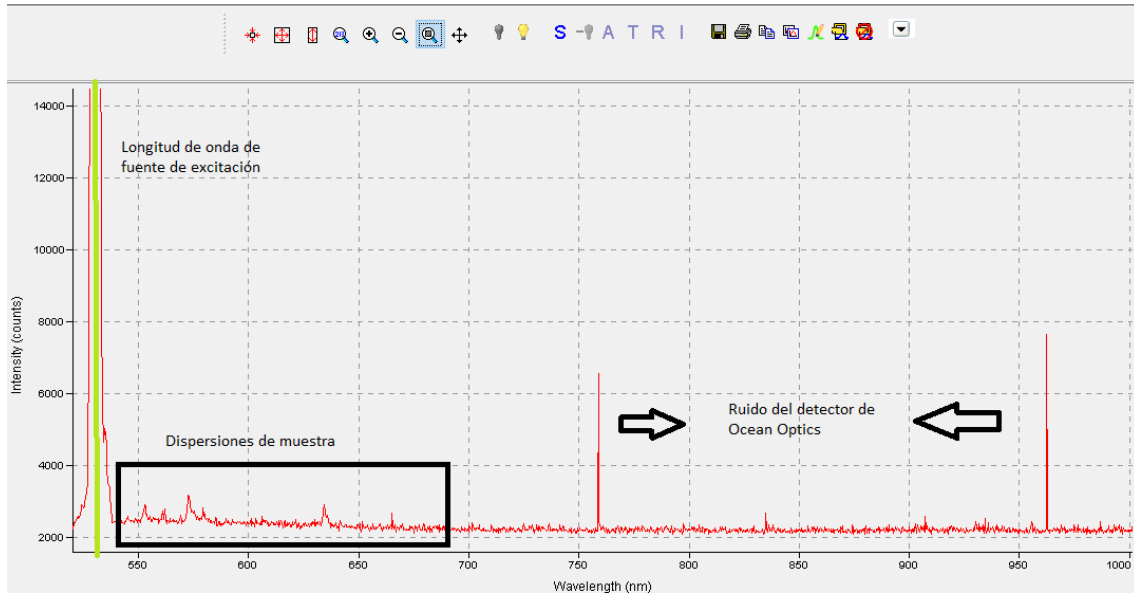 S A T R I
14000
Longitud de onda de
fuente de excitación
12000
10000
8000
Intensity (counts)
6000
Ruido del detector de
Ocean Optics
Dispersiones de muestra
4000
2000
550 600 650 700 750 800 850 900 950 1000
Wavelength (nm)